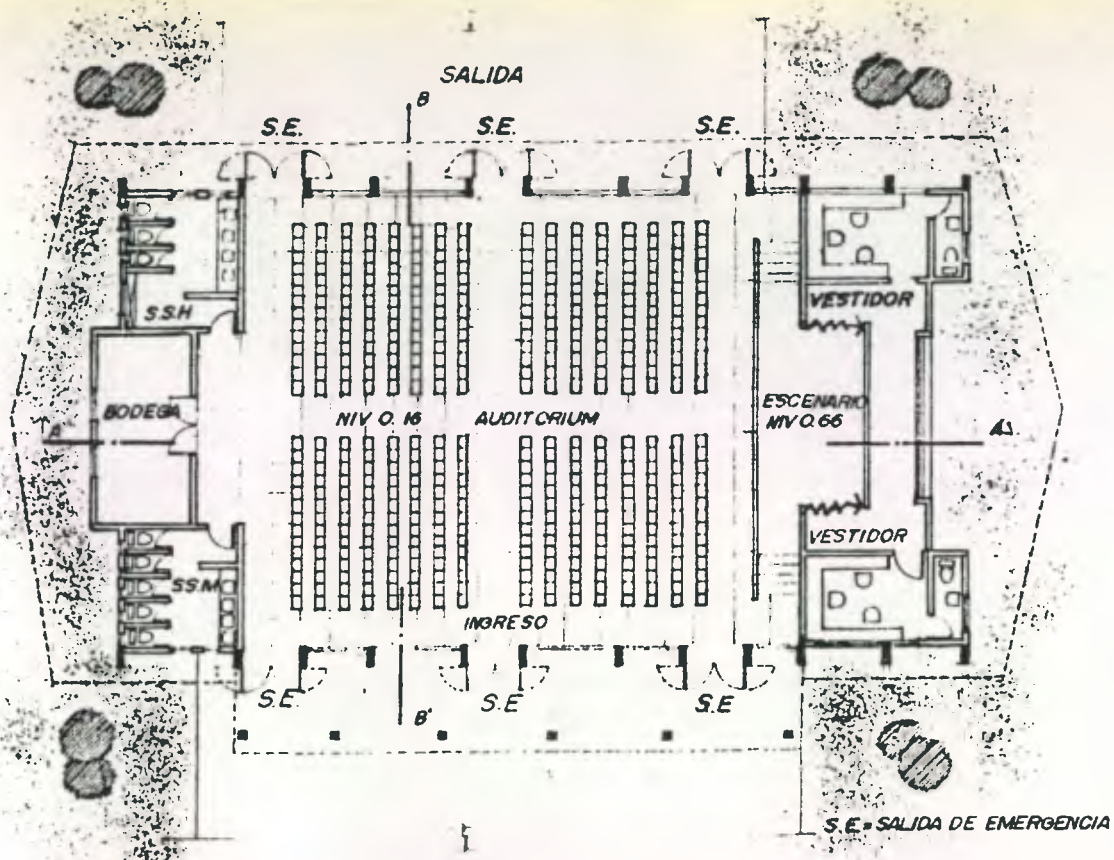 SALIDA
B
S.E.
S.E.
S.E.
S.S.H
VESTIDOR
BODEGA
NIV 0.16
AUDITORIUM
ESCENARIO
NIV 0.66
VESTIDOR
S.S.M
INGRESO
S.E.
S.E
S.E
B'
S.E = SALIDA DE EMERGENCIA